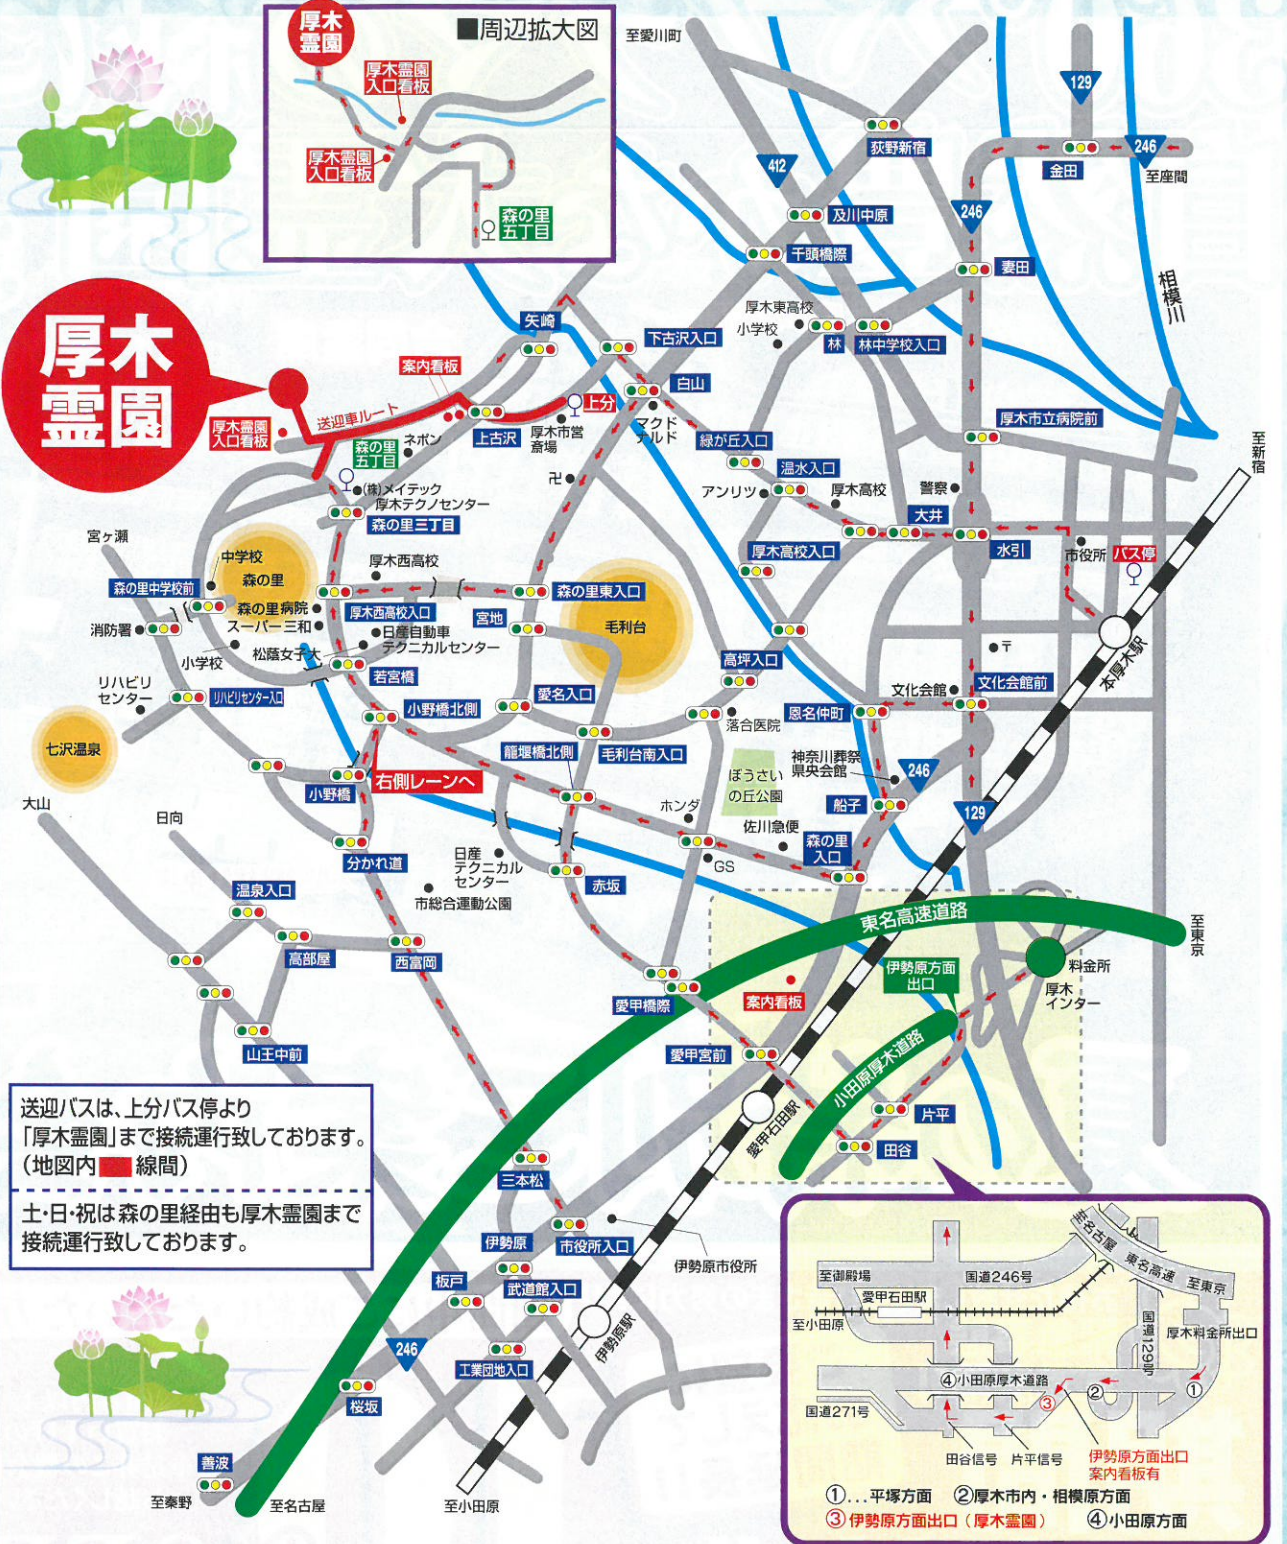 厚木
霊園
■周辺拡大図
厚木霊園
入口看板
厚木霊園
入口看板
森の里
五丁目
至愛川町
129
荻野新宿
412
金田
246
至座間
246
及川中原
千頭橋際
妻田
相模川
厚木東高校
小学校
林
林中学校入口
矢崎
下古沢入口
厚木
霊園
案内看板
白山
上分
送迎車ルート
厚木霊園
入口看板
上古沢
厚木市営
斎場
マクド
ナルド
緑が丘入口
厚木市立病院前
至新宿
森の里
五丁目
ネポン
卍
アンリツ
温水入口
厚木高校
警察
(株)メイテック
厚木テクノセンター
森の里三丁目
大井
水引
宮ヶ瀬
中学校
森の里
厚木西高校
厚木高校入口
市役所
バス停
森の里中学校前
森の里病院
スーパー三和
厚木西高校入口
森の里東入口
宮地
毛利台
消防署
小学校
松蔭女子大
日産自動車
テクニカルセンター
若宮橋
高坪入口
〒
本厚木駅
リハビリ
センター
リハビリセンター入口
小野橋北側
愛名入口
文化会館
文化会館前
落合医院
恩名仲町
七沢温泉
籠堰橋北側
毛利台南入口
小野橋
右側レーンへ
ぼうさい
の丘公園
神奈川葬祭
県央会館
246
船子
129
大山
日向
ホンダ
佐川急便
森の里
入口
分かれ道
日産
テクニカル
センター
GS
市総合運動公園
赤坂
温泉入口
高部屋
西富岡
東名高速道路
至東京
伊勢原方面
出口
料金所
厚木
インター
愛甲橋際
案内看板
山王中前
愛甲宮前
小田原厚木道路
片平
田谷
愛甲石田駅
送迎バスは、上分バス停より
「厚木霊園」まで接続運行致しております。
(地図内 線間)
土・日・祝は森の里経由も厚木霊園まで
接続運行致しております。
三本松
伊勢原
市役所入口
伊勢原市役所
板戸
武道館入口
伊勢原駅
246
工業団地入口
桜坂
善波
至秦野
至名古屋
至小田原
至名古屋
東名高速
至東京
至御殿場
国道246号
愛甲石田駅
至小田原
国道129号
厚木料金所出口
④小田原厚木道路
②
①
③
国道271号
田谷信号
片平信号
伊勢原方面出口
案内看板有
①…平塚方面 ②厚木市内・相模原方面
③伊勢原方面出口(厚木霊園) ④小田原方面